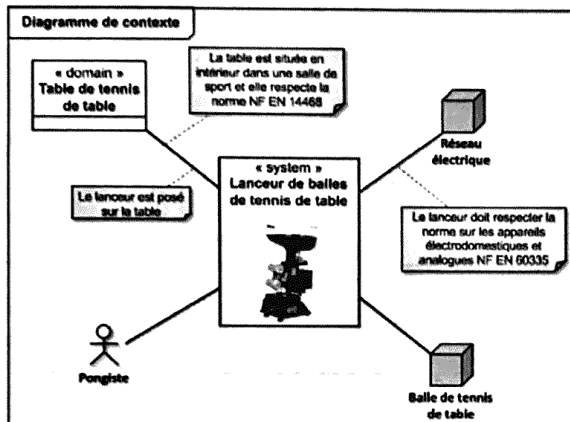 Diagramme de contexte
« domain »
Table de tennis
de table
La table est située en
intérieur dans une salle de
sport et elle respecte la
norme NF EN 14468
Réseau
électrique
« system »
Lanceur de balles
de tennis de table
Le lanceur est posé
sur la table
Le lanceur doit respecter la
norme sur les appareils
électrodomestiques et
analogues NF EN 60335
Pongiste
Balle de tennis
de table